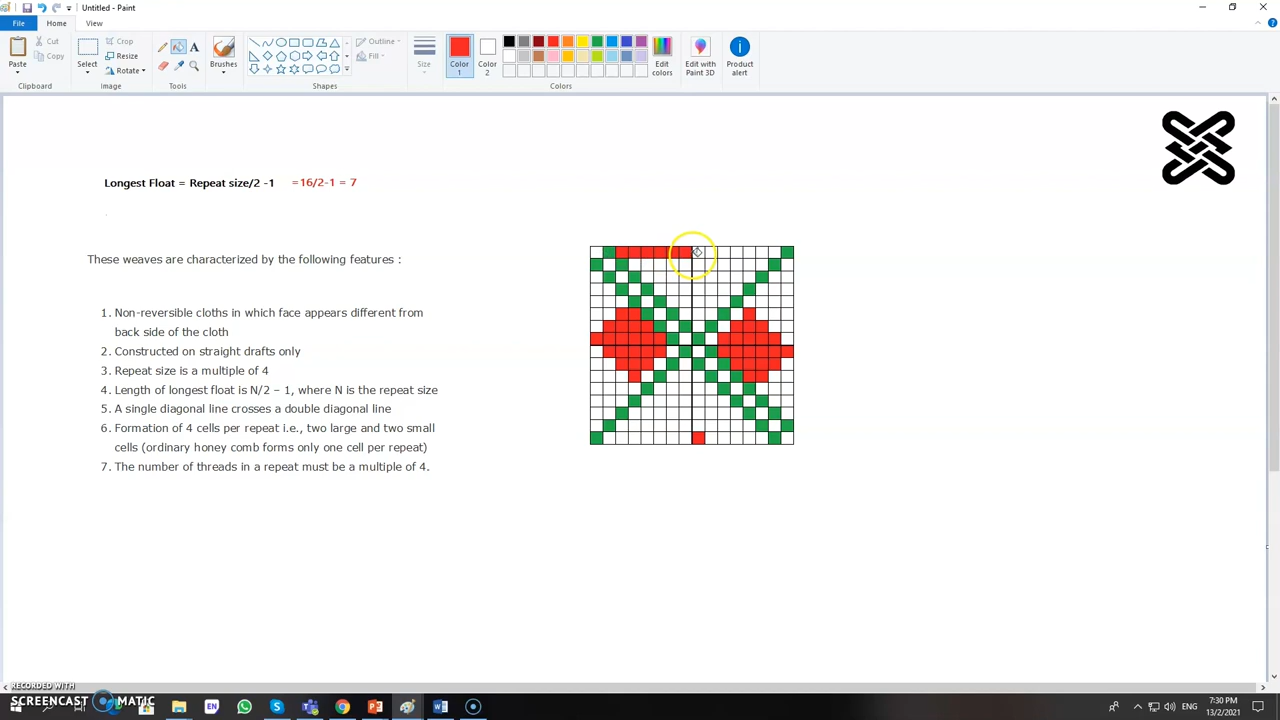 Untitled - Paint
File
Home
View
Paste
Cut
Copy
Clipboard
Select
Crop
Resize
Rotate
Image
Tools
Brushes
Outline
Fill
Shapes
Size
Color
1
Color
2
Edit
colors
Colors
Edit with
Paint 3D
Product
alert
Longest Float = Repeat size/2 -1 =16/2-1 = 7
These weaves are characterized by the following features :
1. Non-reversible cloths in which face appears different from
back side of the cloth
2. Constructed on straight drafts only
3. Repeat size is a multiple of 4
4. Length of longest float is N/2 – 1, where N is the repeat size
5. A single diagonal line crosses a double diagonal line
6. Formation of 4 cells per repeat i.e., two large and two small
cells (ordinary honey comb forms only one cell per repeat)
7. The number of threads in a repeat must be a multiple of 4.
RECORDED WITH
SCREENCAST MATIC
EN
7:30 PM
13/2/2021